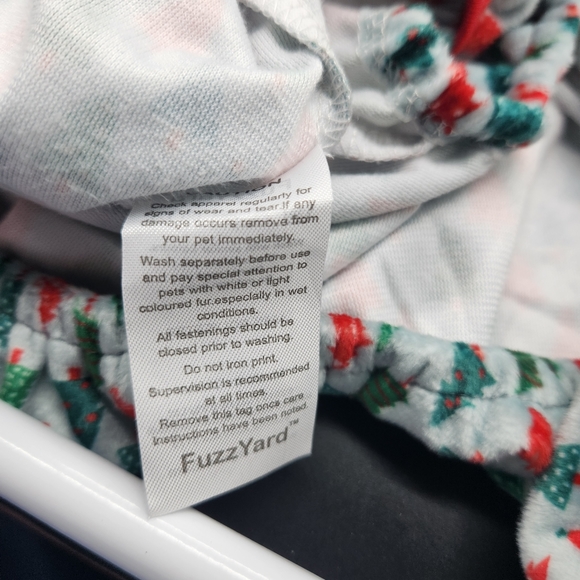 CAUTION
Check apparel regularly for
signs of wear and tear.If any
damage occurs remove from
your pet immediately.
Wash separately before use
and pay special attention to
pets with white or light
coloured fur.especially in wet
conditions.
All fastenings should be
closed prior to washing.
Do not iron print.
Supervision is recommended
at all times.
Remove this tag once care
instructions have been noted.
FuzzYard™